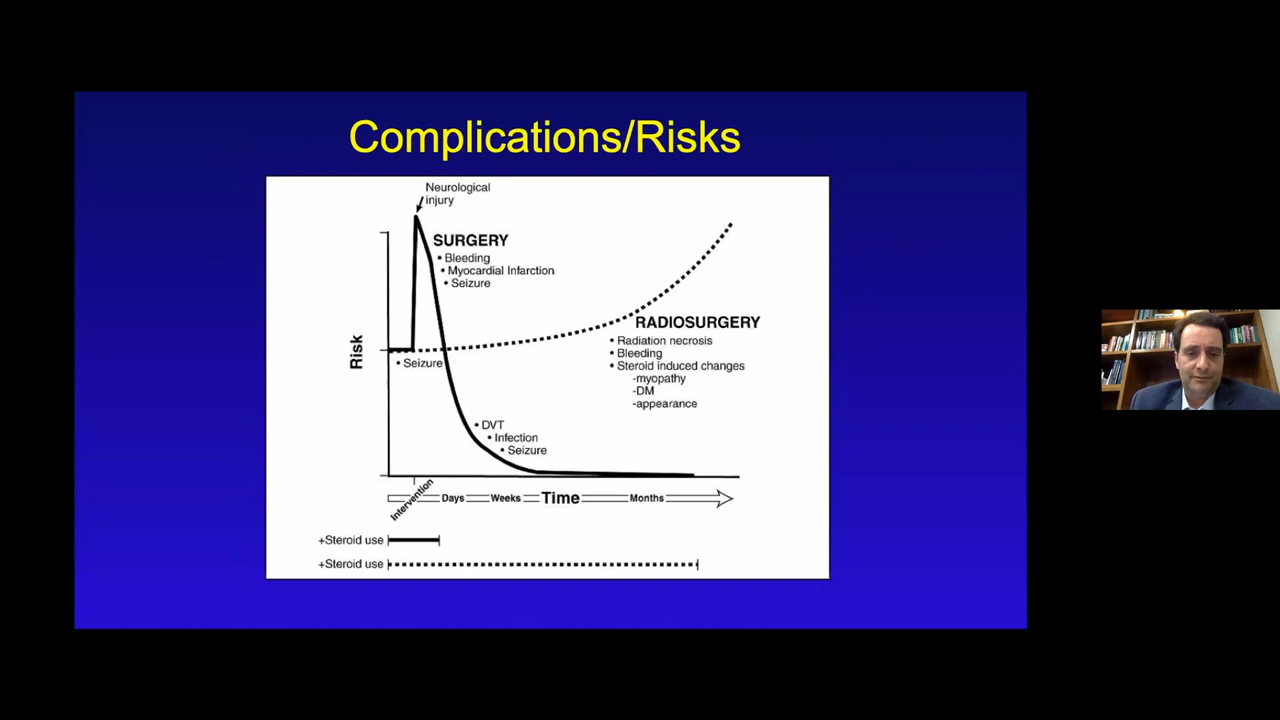 Complications/Risks
Neurological
injury
SURGERY
• Bleeding
• Myocardial Infarction
• Seizure
Risk
• Seizure
RADIOSURGERY
• Radiation necrosis
• Bleeding
• Steroid induced changes
-myopathy
-DM
-appearance
• DVT
• Infection
• Seizure
Intervention
Days Weeks Time Months
+Steroid use
+Steroid use